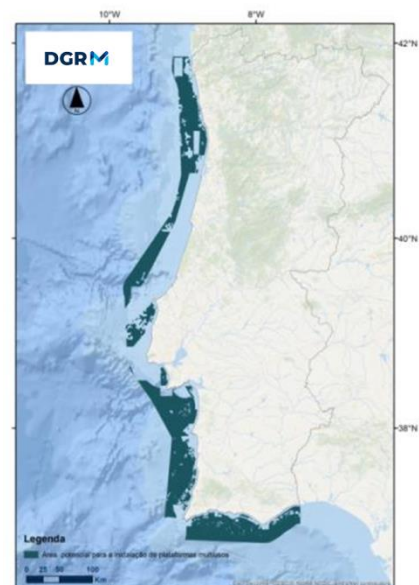 10°W
8°W
42°N
DGRM
N
40°N
38°N
Legenda
Área potencial para a instalação de plataformas multiusos
0 25 50 100
Km